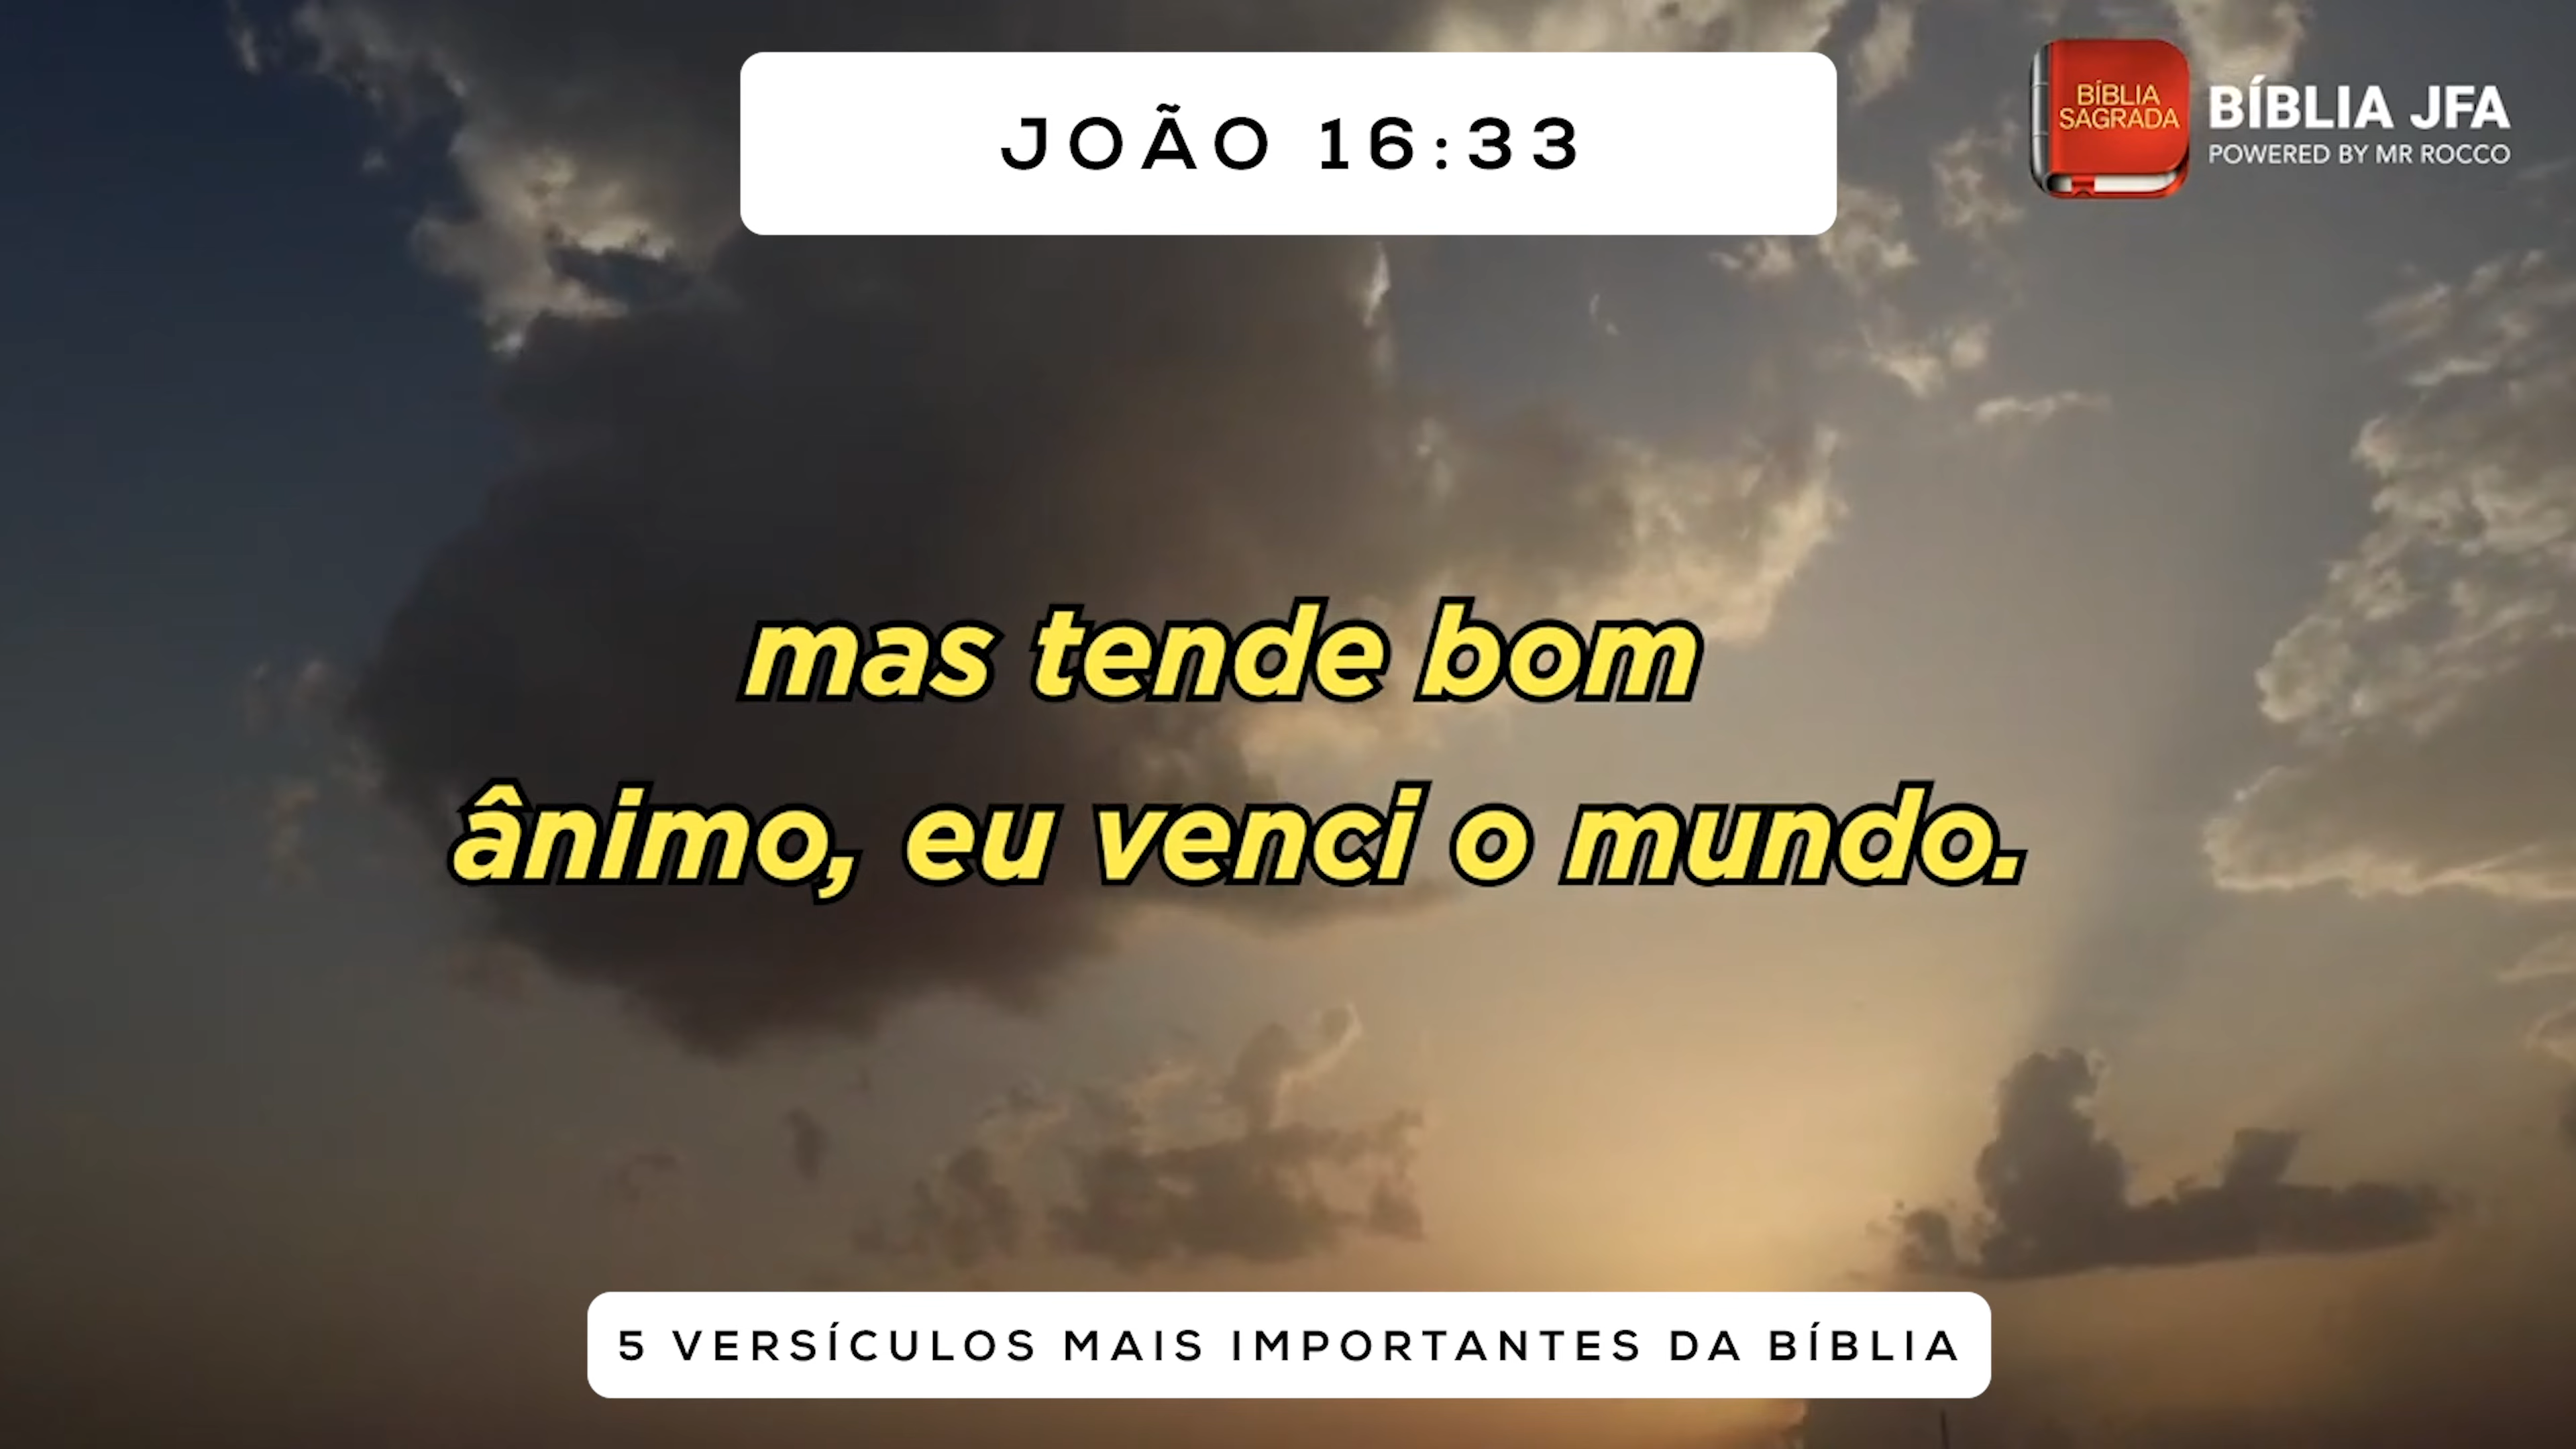 JOÃO 16:33
BÍBLIA
SAGRADA
BÍBLIA JFA
POWERED BY MR ROCCO
mas tende bom
ânimo, eu venci o mundo.
5 VERSÍCULOS MAIS IMPORTANTES DA BÍBLIA